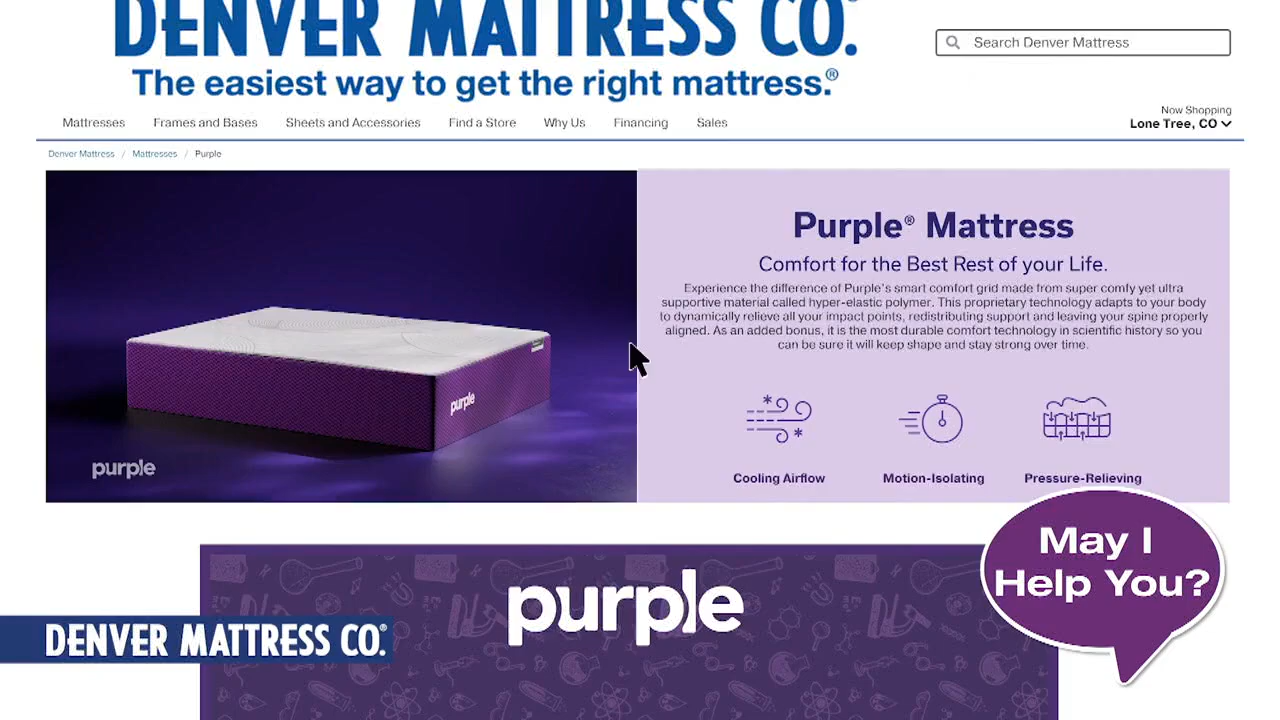 DENVER MATTRESS CO.®
The easiest way to get the right mattress.®
Search Denver Mattress
Now Shopping
Mattresses Frames and Bases Sheets and Accessories Find a Store Why Us Financing Sales Lone Tree, CO
Denver Mattress / Mattresses / Purple
Purple® Mattress
Comfort for the Best Rest of your Life.
Experience the difference of Purple's smart comfort grid made from super comfy yet ultra
supportive material called hyper-elastic polymer. This proprietary technology adapts to your body
to dynamically relieve all your impact points, redistributing support and leaving your spine properly
aligned. As an added bonus, it is the most durable comfort technology in scientific history so you
can be sure it will keep shape and stay strong over time.
purple
purple
Cooling Airflow Motion-Isolating Pressure-Relieving
May I
Help You?
purple
DENVER MATTRESS CO.®